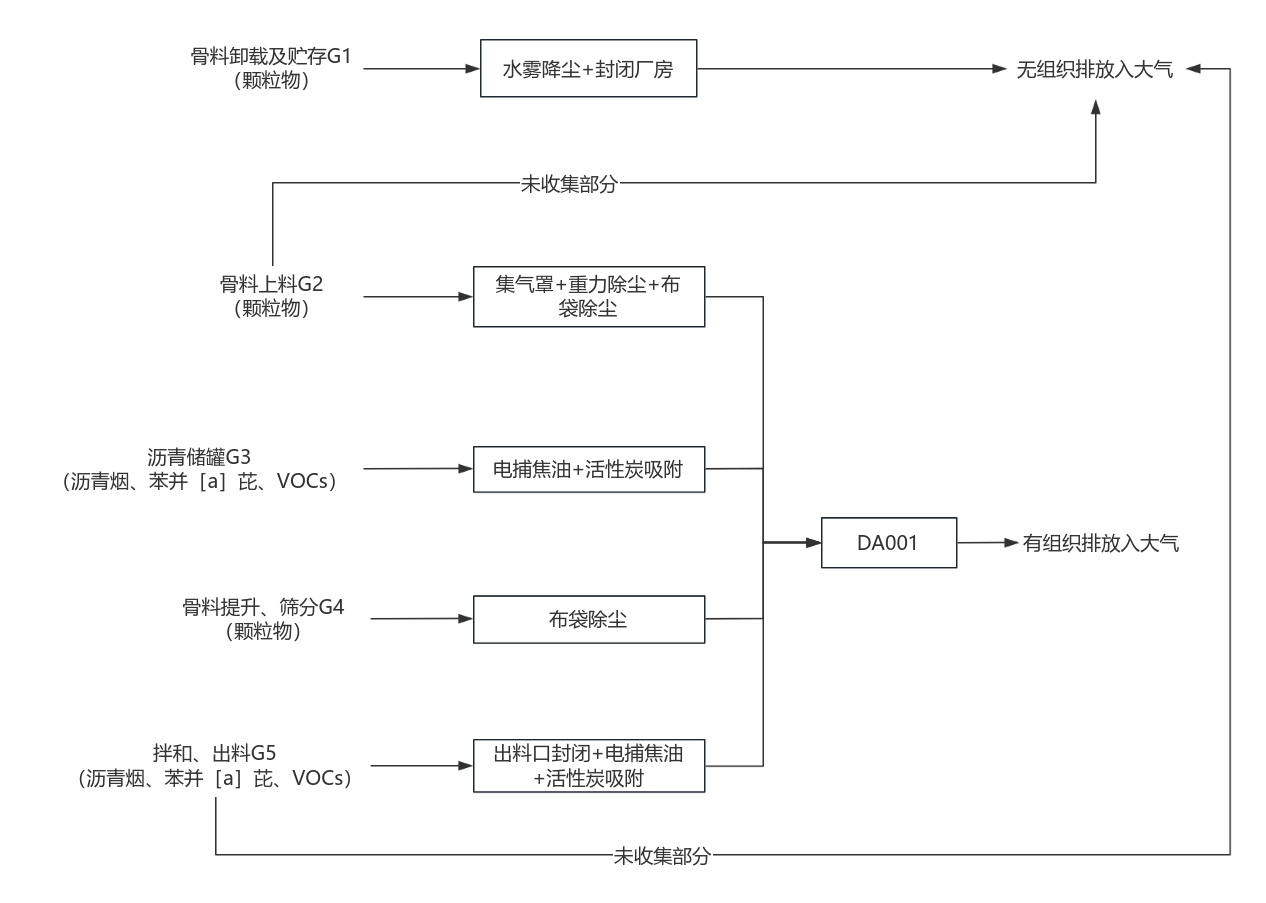 骨料卸载及贮存G1
（颗粒物）
水雾降尘+封闭厂房
无组织排放入大气
未收集部分
骨料上料G2
（颗粒物）
集气罩+重力除尘+布
袋除尘
沥青储罐G3
（沥青烟、苯并［a］芘、VOCs）
电捕焦油+活性炭吸附
DA001
有组织排放入大气
骨料提升、筛分G4
（颗粒物）
布袋除尘
拌和、出料G5
（沥青烟、苯并［a］芘、VOCs）
出料口封闭+电捕焦油
+活性炭吸附
未收集部分